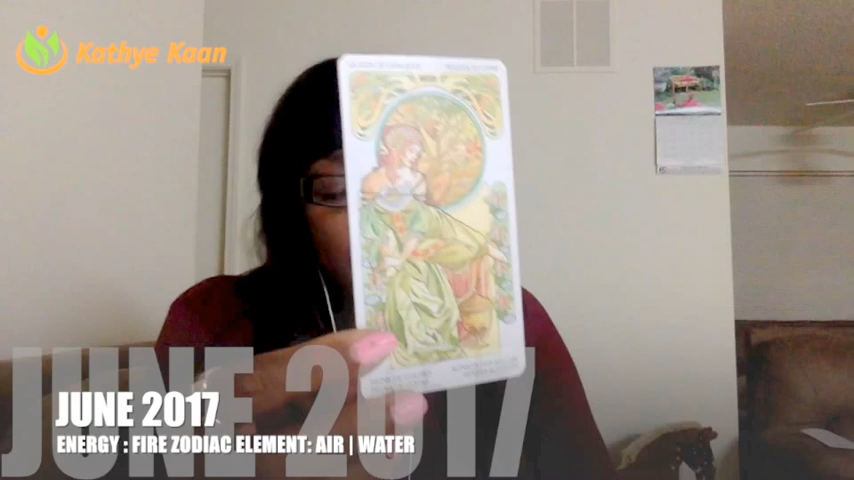 Kathye Kaan
JUNE 2017
JUNE 2017
ENERGY : FIRE ZODIAC ELEMENT: AIR | WATER